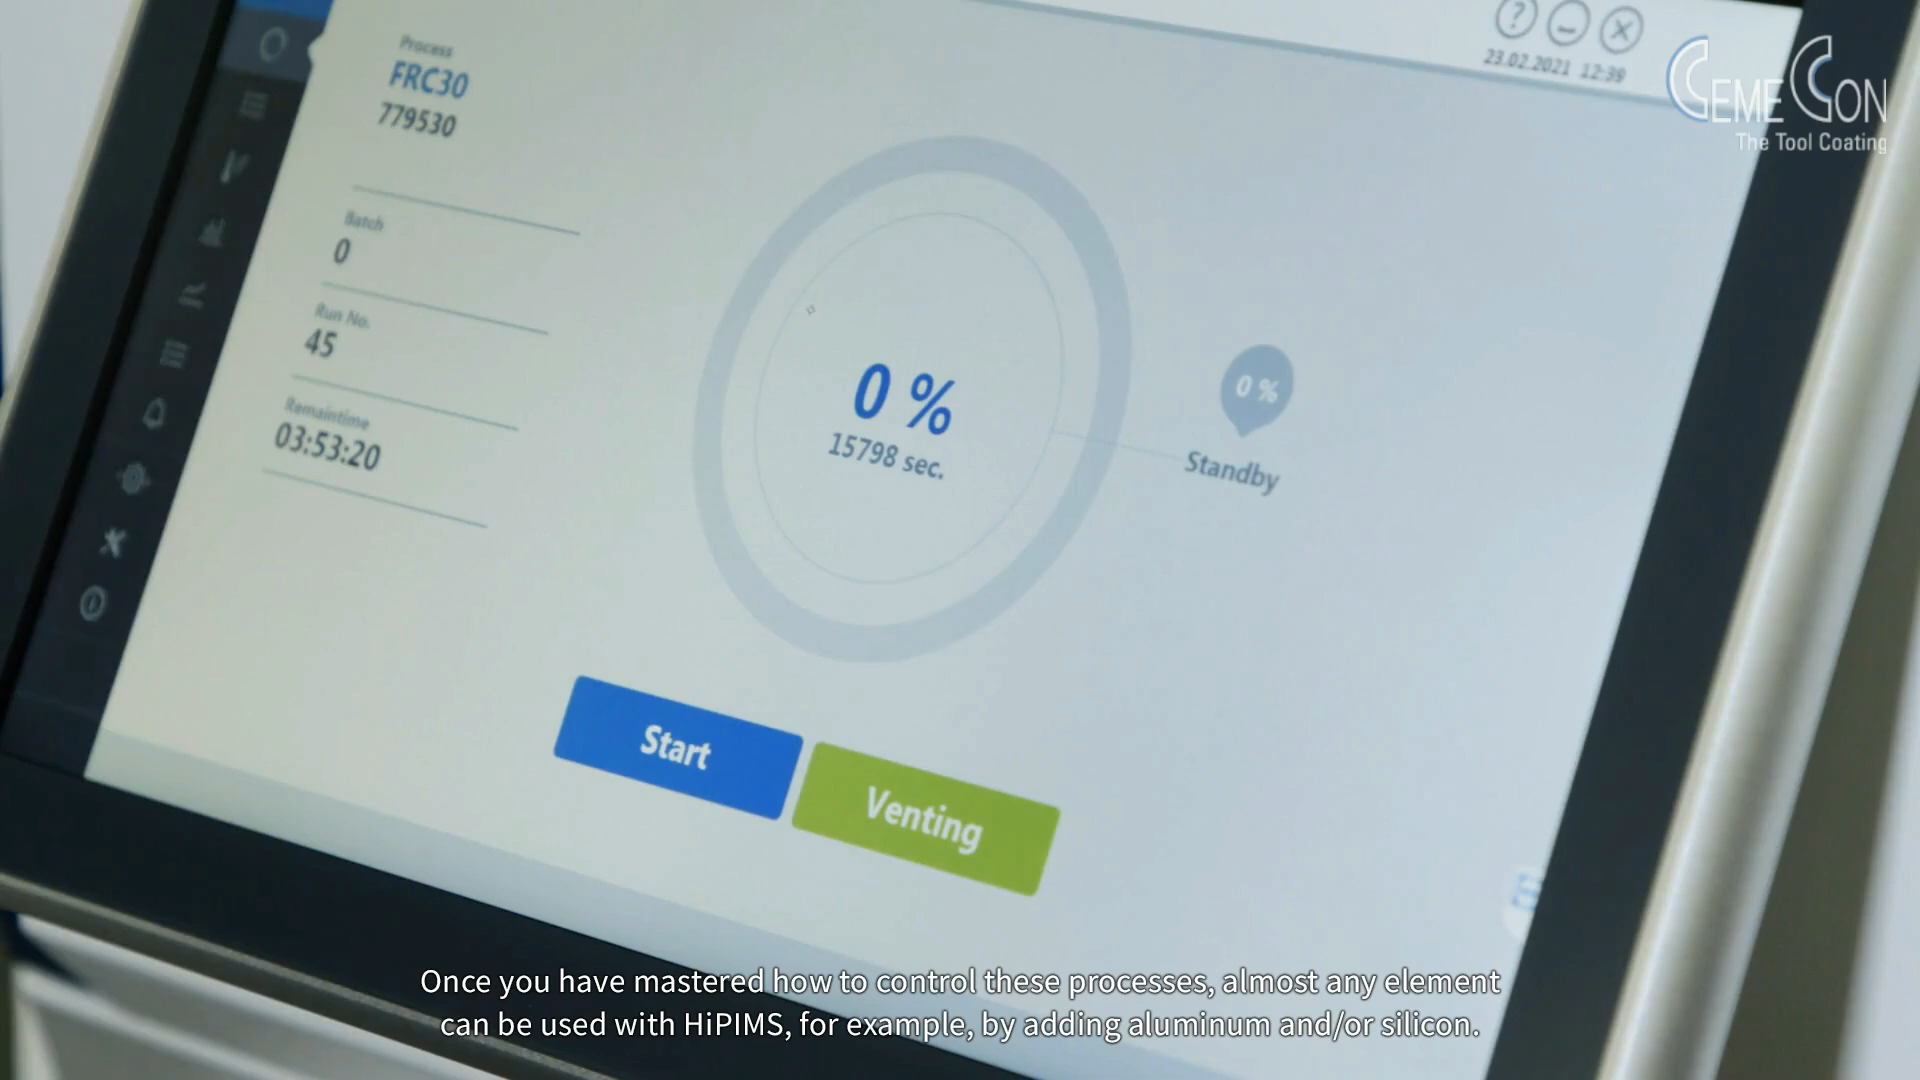 Process
FRC30
779530
Batch
0
Run No.
45
Remaintime
03:53:20
23.02.2021 12:39
CemeCon
The Tool Coating
0 %
15798 sec.
0 %
Standby
Start
Venting
Once you have mastered how to control these processes, almost any element
can be used with HiPIMS, for example, by adding aluminum and/or silicon.